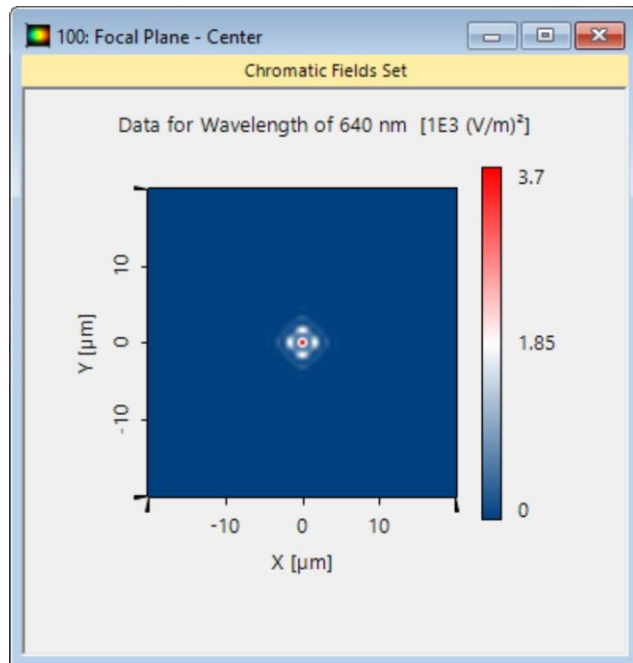 100: Focal Plane - Center
Chromatic Fields Set
Data for Wavelength of 640 nm [1E3 (V/m)²]
3.7
1.85
0
Y [µm]
10
0
-10
-10 0 10
X [µm]